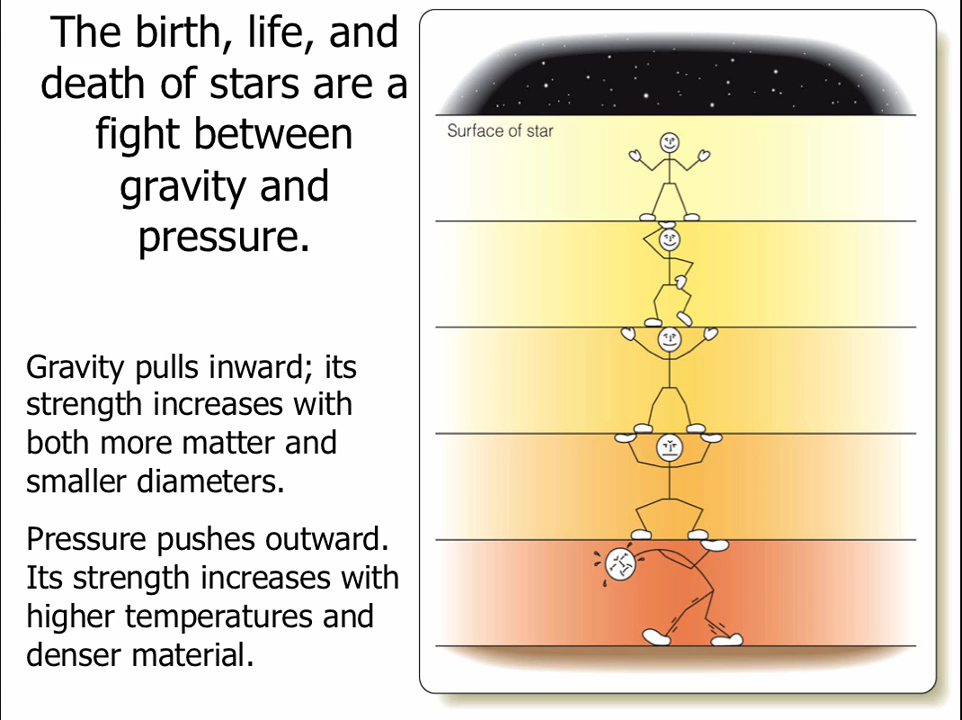 The birth, life, and
death of stars are a
fight between
gravity and
pressure.
Surface of star
Gravity pulls inward; its
strength increases with
both more matter and
smaller diameters.
Pressure pushes outward.
Its strength increases with
higher temperatures and
denser material.